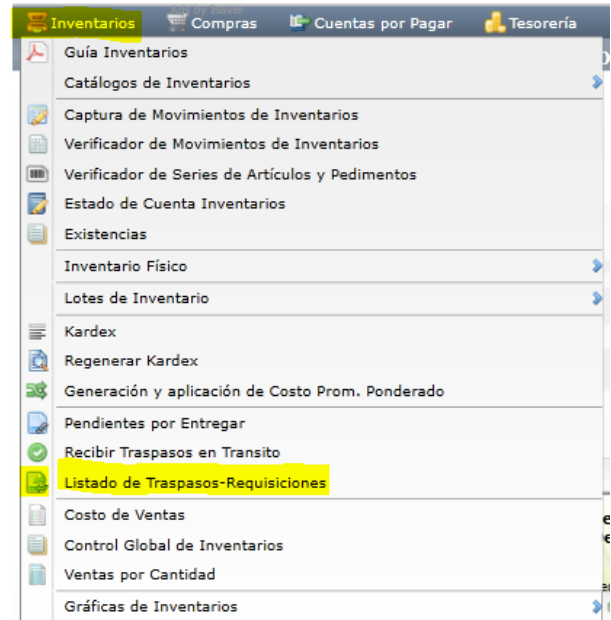 Inventarios Compras Cuentas por Pagar Tesorería
Guía Inventarios
Catálogos de Inventarios
Captura de Movimientos de Inventarios
Verificador de Movimientos de Inventarios
Verificador de Series de Artículos y Pedimentos
Estado de Cuenta Inventarios
Existencias
Inventario Físico
Lotes de Inventario
Kardex
Regenerar Kardex
Generación y aplicación de Costo Prom. Ponderado
Pendientes por Entregar
Recibir Traspasos en Transito
Listado de Traspasos-Requisiciones
Costo de Ventas
Control Global de Inventarios
Ventas por Cantidad
Gráficas de Inventarios